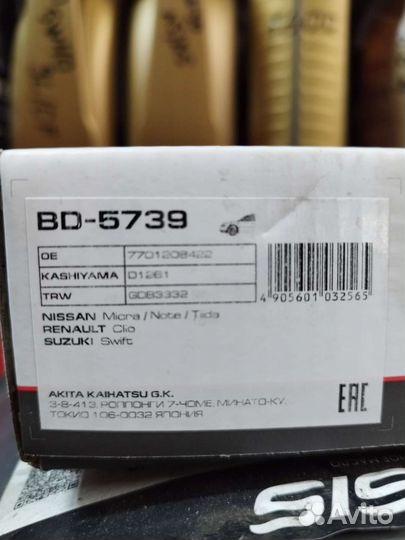 BD-5739
OE 7701208422
KASHIYAMA D1261
TRW GDB3332
4 905601 032565
NISSAN Micra / Note / Tiida
RENAULT Clio
SUZUKI Swift
AKITA KAIHATSU G.K.
3-8-413, РОППОНГИ 7-ЧОМЕ, МИНАТО-КУ,
ТОКИО 106-0032 ЯПОНИЯ
EAC
SIS
Avito